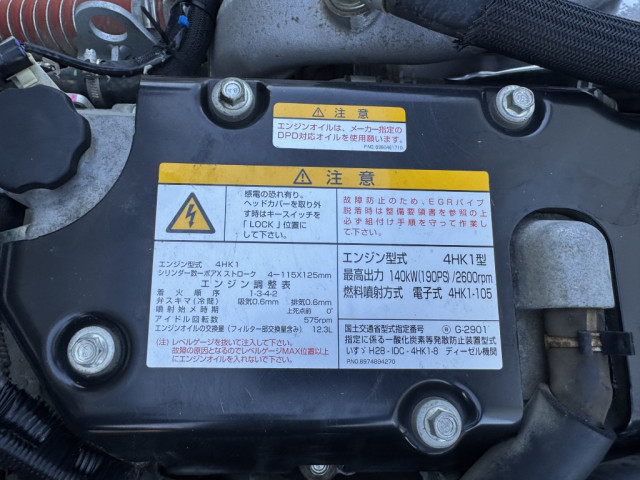 注意
エンジンオイルは、メーカー指定の
DPD対応オイルを使用願います。
PNO.8980461710
注意
感電の恐れ有り。
ヘッドカバーを取り外
す時はキースイッチを
「LOCK」位置に
して下さい。
故障防止のため、EGRパイプ
脱着時は整備要領書を参照の上
必ず組付け手順を守って作業し
て下さい。
エンジン型式 4HK1
シリンダー数ーボアX ストローク 4ー115X125mm
エンジン調整表
着火順序 1-3-4-2
弁スキマ(冷間) 吸気0.6mm 排気0.6mm
噴射始メ時期 上死点前 0°
アイドル回転 575rpm
エンジンオイルの交換量(フィルター部交換量含み) 12.3L
(注)レベルゲージを抜いて注入して下さい。
故障の原因となるのでレベルゲージMAX位置以上
にエンジンオイルを入れないで下さい。
エンジン型式 4HK1型
最高出力 140kW(190PS)/2600rpm
燃料噴射方式 電子式 4HK1-105
国土交通省型式指定番号 G-2901
指定に係る一酸化炭素等発散防止装置型式
いすゞH28-IDC-4HK1-8 ディーゼル機関
PNO.8974894270